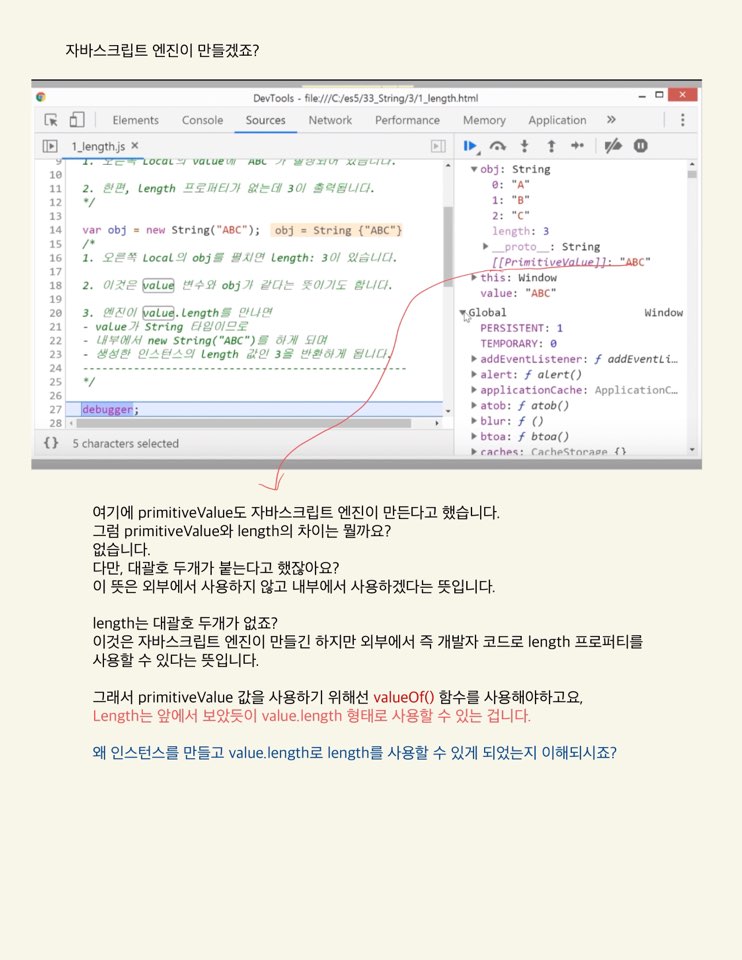 자바스크립트 엔진이 만들겠죠?
DevTools - file:///C:/es5/33_String/3/1_length.html
Elements Console Sources Network Performance Memory Application »
1_length.js ×
9 1. 오른쪽 Local의 value에 "ABC"가 설정되어 있습니다.
10
11 2. 한편, length 프로퍼티가 없는데 3이 출력됩니다.
12 */
13
14 var obj = new String("ABC"); obj = String {"ABC"}
15 /*
16 1. 오른쪽 Local의 obj를 펼치면 length: 3이 있습니다.
17
18 2. 이것은 value 변수와 obj가 같다는 뜻이기도 합니다.
19
20 3. 엔진이 value.length를 만나면
21 - value가 String 타입이므로
22 - 내부에서 new String("ABC")를 하게 되며
23 - 생성한 인스턴스의 length 값인 3을 반환하게 됩니다.
24 --------------------------------------------------
25 */
26
27 debugger;
28
{} 5 characters selected
obj: String
0: "A"
1: "B"
2: "C"
length: 3
__proto__: String
[[PrimitiveValue]]: "ABC"
this: Window
value: "ABC"
Global Window
PERSISTENT: 1
TEMPORARY: 0
addEventListener: ƒ addEventLi…
alert: ƒ alert()
applicationCache: ApplicationC…
atob: ƒ atob()
blur: ƒ ()
btoa: ƒ btoa()
caches: CacheStorage {}
여기에 primitiveValue도 자바스크립트 엔진이 만든다고 했습니다.
그럼 primitiveValue와 length의 차이는 뭘까요?
없습니다.
다만, 대괄호 두개가 붙는다고 했잖아요?
이 뜻은 외부에서 사용하지 않고 내부에서 사용하겠다는 뜻입니다.
length는 대괄호 두개가 없죠?
이것은 자바스크립트 엔진이 만들긴 하지만 외부에서 즉 개발자 코드로 length 프로퍼티를
사용할 수 있다는 뜻입니다.
그래서 primitiveValue 값을 사용하기 위해선 valueOf() 함수를 사용해야하고요,
Length는 앞에서 보았듯이 value.length 형태로 사용할 수 있는 겁니다.
왜 인스턴스를 만들고 value.length로 length를 사용할 수 있게 되었는지 이해되시죠?